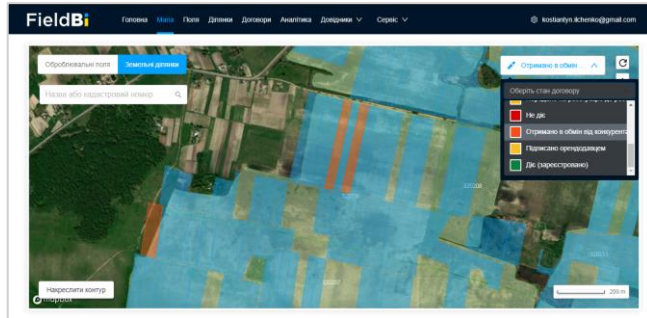 FieldBi
Головна Мапа Поля Ділянки Договори Аналітика Довідники Сервіс kostiantyn.ilchenko@gmail.com
Оброблювальні поля Земельні ділянки
Отримано в обмін ...
Назва або кадастровий номер
Оберіть стан договору
Не діє
Отримано в обмін від конкурента
Підписано орендодавцем
Діє (зареєстровано)
Накреслити контур
mapbox